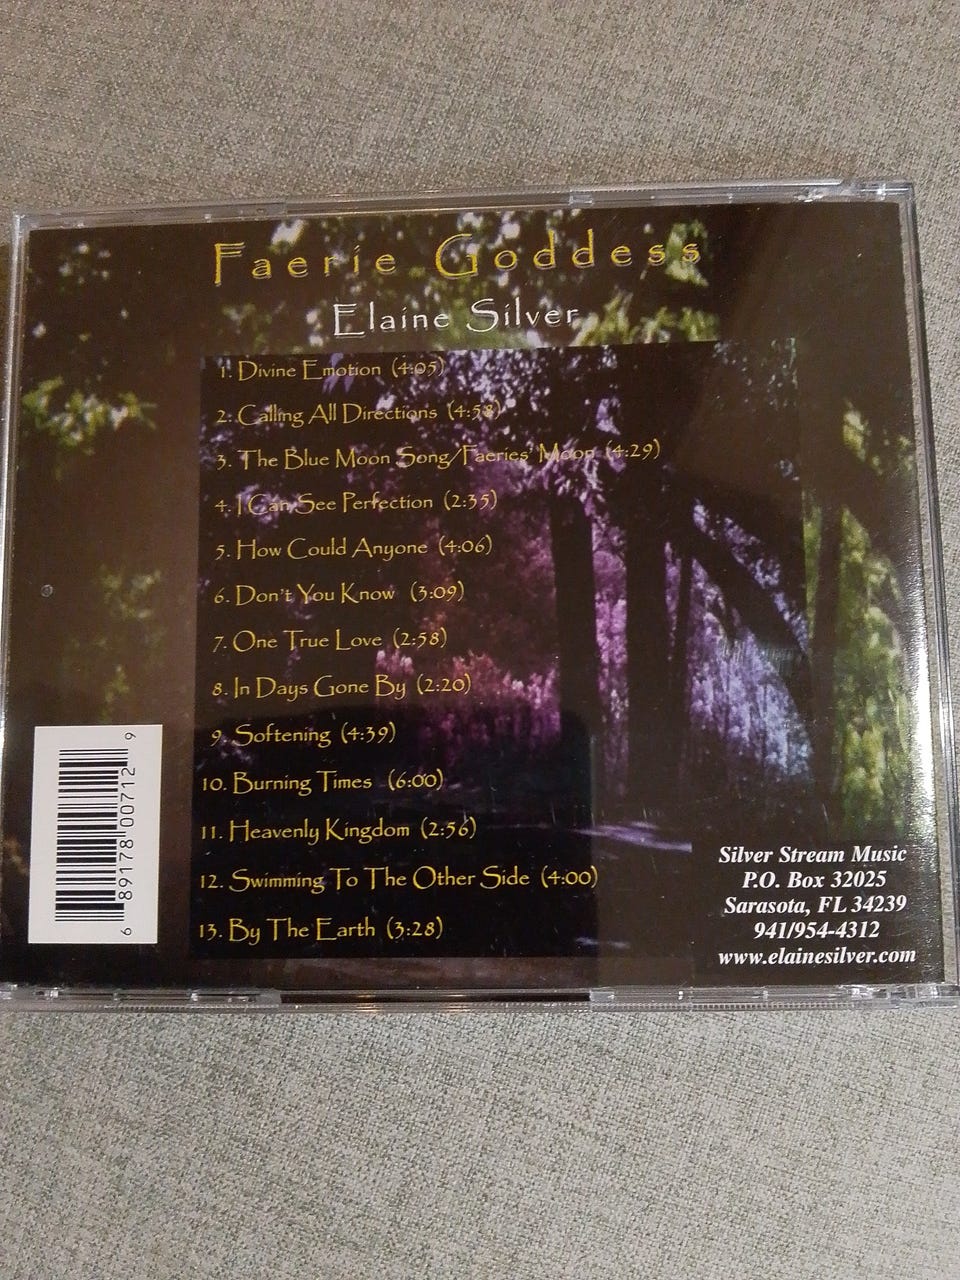 Faerie Goddess
Elaine Silver
1. Divine Emotion (4:05)
2. Calling All Directions (4:58)
3. The Blue Moon Song/Faeries' Moon (4:29)
4. I Can See Perfection (2:35)
5. How Could Anyone (4:06)
6. Don't You Know (3:09)
7. One True Love (2:58)
8. In Days Gone By (2:20)
9. Softening (4:39)
10. Burning Times (6:00)
11. Heavenly Kingdom (2:56)
12. Swimming To The Other Side (4:00)
13. By The Earth (3:28)
6 89178 00712 9
Silver Stream Music
P.O. Box 32025
Sarasota, FL 34239
941/954-4312
www.elainesilver.com